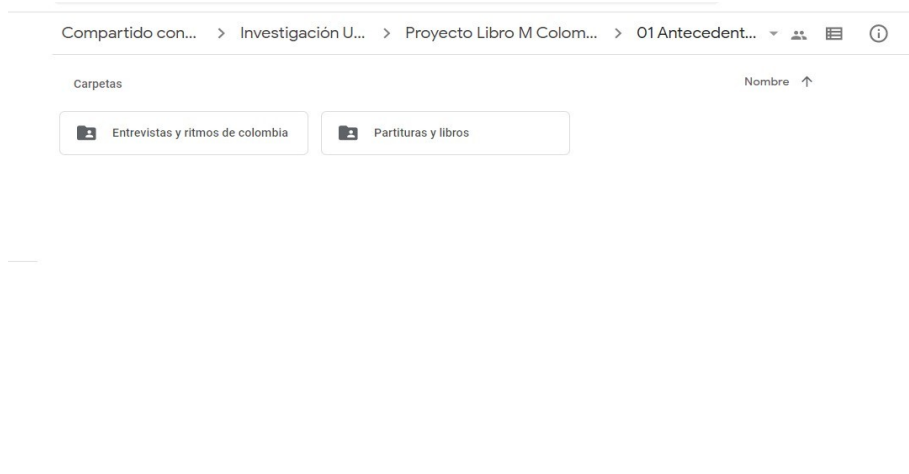 Compartido con... > Investigación U... > Proyecto Libro M Colom... > 01 Antecedent...
Carpetas
Nombre
Entrevistas y ritmos de colombia
Partituras y libros